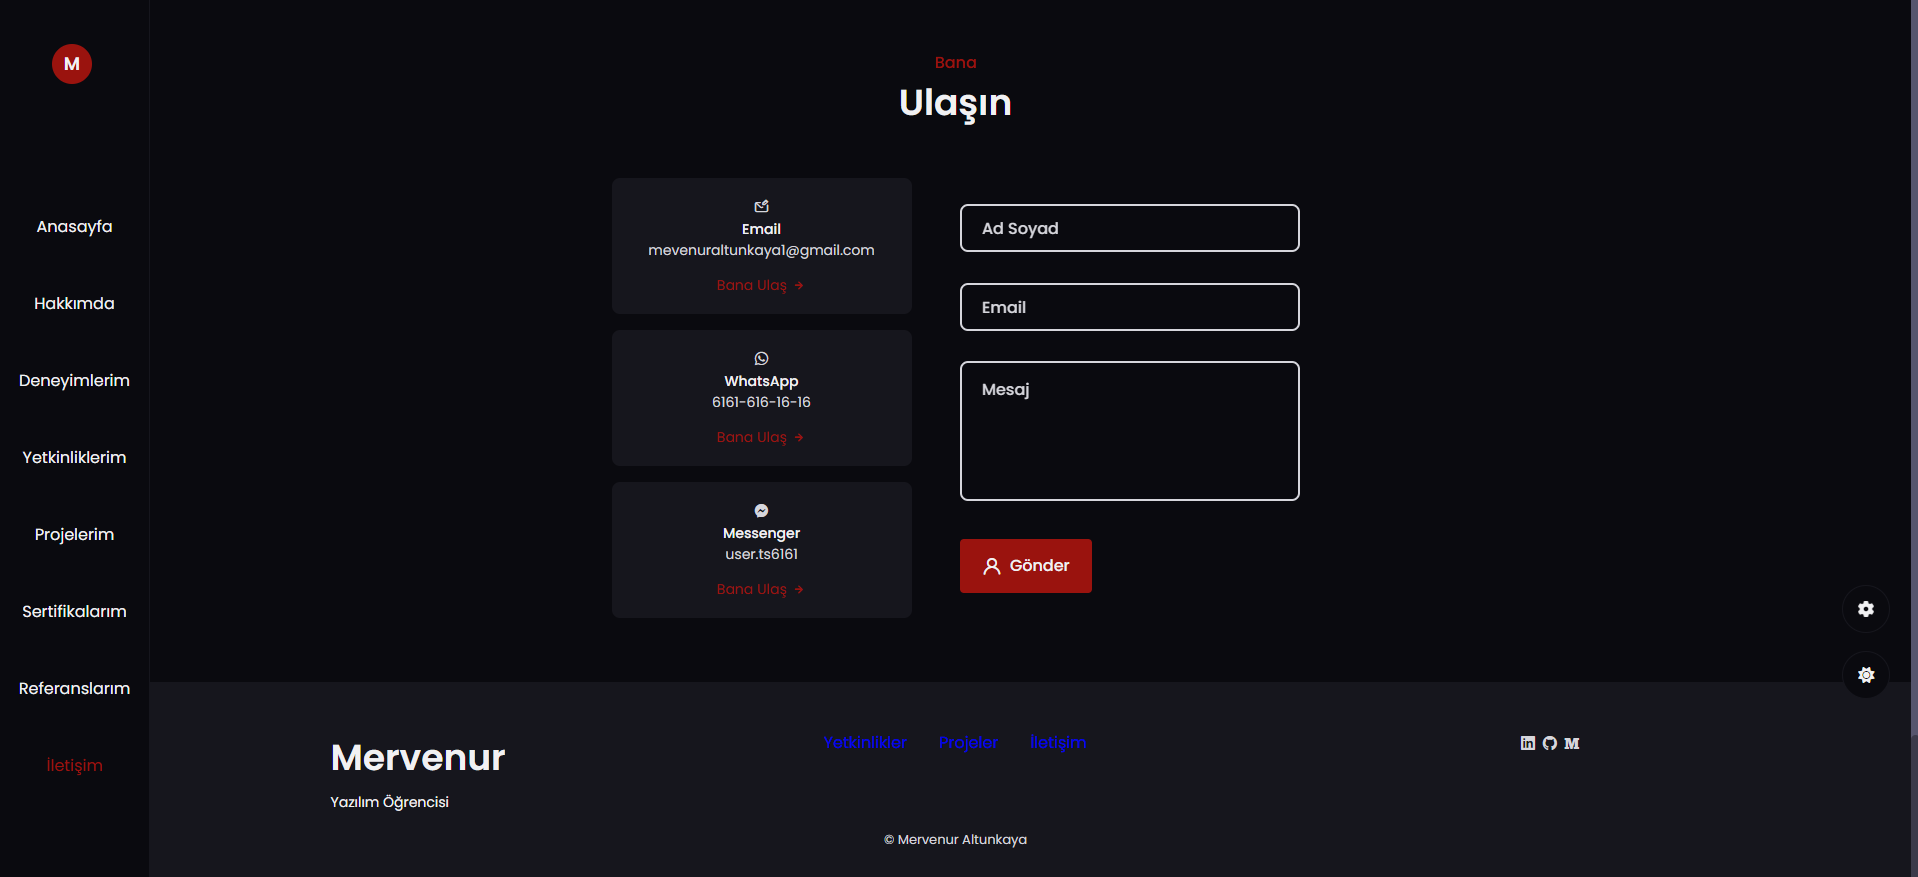 M
Anasayfa
Hakkımda
Deneyimlerim
Yetkinliklerim
Projelerim
Sertifikalarım
Referanslarım
İletişim
Bana
Ulaşın
Email
mevenuraltunkaya1@gmail.com
Bana Ulaş →
WhatsApp
6161-616-16-16
Bana Ulaş →
Messenger
user.ts6161
Bana Ulaş →
Ad Soyad
Email
Mesaj
Gönder
Mervenur
Yazılım Öğrencisi
Yetkinlikler Projeler İletişim
© Mervenur Altunkaya